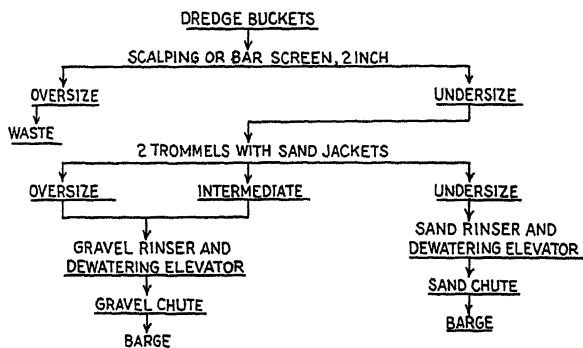 DREDGE BUCKETS
SCALPING OR BAR SCREEN, 2 INCH
OVERSIZE
UNDERSIZE
WASTE
2 TROMMELS WITH SAND JACKETS
OVERSIZE
INTERMEDIATE
UNDERSIZE
GRAVEL RINSER AND
DEWATERING ELEVATOR
SAND RINSER AND
DEWATERING ELEVATOR
GRAVEL CHUTE
SAND CHUTE
BARGE
BARGE